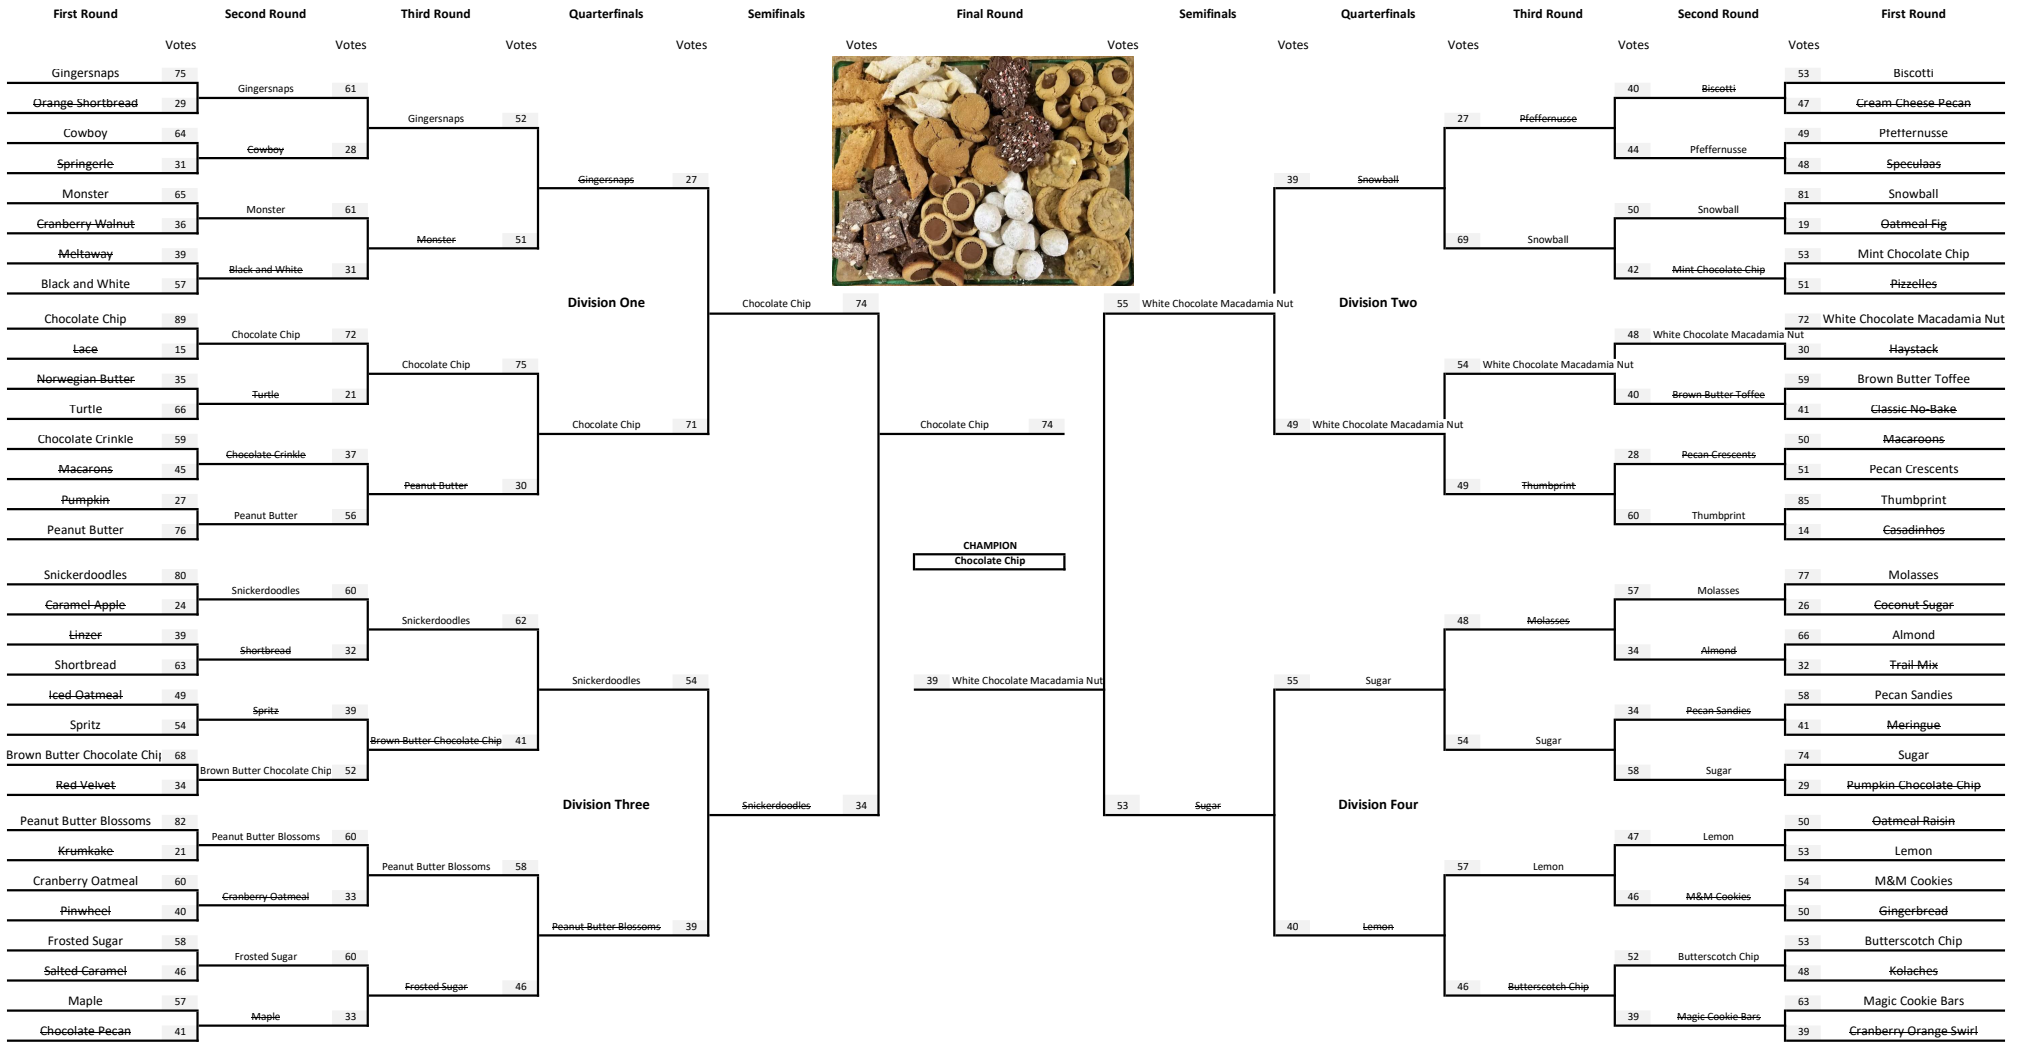 First Round Second Round Third Round Quarterfinals Semifinals Final Round Semifinals Quarterfinals Third Round Second Round First Round
Votes Votes Votes Votes Votes Votes Votes Votes Votes Votes
Gingersnaps 75 53 Biscotti
Gingersnaps 61 40 Biscotti
Orange Shortbread 29 47 Cream Cheese Pecan
Gingersnaps 52 27 Pfeffernusse
Cowboy 64 49 Pfeffernusse
Cowboy 28 44 Pfeffernusse
Springerle 31 48 Speculaas
Gingersnaps 27 39 Snowball
Monster 65 81 Snowball
Monster 61 50 Snowball
Cranberry Walnut 36 19 Oatmeal Fig
Monster 51 69 Snowball
Meltaway 39 53 Mint Chocolate Chip
Black and White 31 42 Mint Chocolate Chip
Black and White 57 51 Pizzelles
Division One Chocolate Chip 74 55 White Chocolate Macadamia Nut Division Two
Chocolate Chip 89 72 White Chocolate Macadamia Nut
Chocolate Chip 72 48 White Chocolate Macadamia Nut
Lace 15 30 Haystack
Chocolate Chip 75 54 White Chocolate Macadamia Nut
Norwegian Butter 35 59 Brown Butter Toffee
Turtle 21 40 Brown Butter Toffee
Turtle 66 41 Classic No-Bake
Chocolate Chip 71 Chocolate Chip 74 49 White Chocolate Macadamia Nut
Chocolate Crinkle 59 50 Macaroons
Chocolate Crinkle 37 28 Pecan Crescents
Macarons 45 51 Pecan Crescents
Peanut Butter 30 49 Thumbprint
Pumpkin 27 85 Thumbprint
Peanut Butter 56 60 Thumbprint
Peanut Butter 76 14 Casadinhos
CHAMPION
Chocolate Chip
Snickerdoodles 80 77 Molasses
Snickerdoodles 60 57 Molasses
Caramel Apple 24 26 Coconut Sugar
Snickerdoodles 62 48 Molasses
Linzer 39 66 Almond
Shortbread 32 34 Almond
Shortbread 63 32 Trail Mix
Snickerdoodles 54 39 White Chocolate Macadamia Nut 55 Sugar
Iced Oatmeal 49 58 Pecan Sandies
Spritz 39 34 Pecan Sandies
Spritz 54 41 Meringue
Brown Butter Chocolate Chip 41 54 Sugar
Brown Butter Chocolate Chip 68 74 Sugar
Brown Butter Chocolate Chip 52 58 Sugar
Red Velvet 34 29 Pumpkin Chocolate Chip
Division Three Snickerdoodles 34 53 Sugar Division Four
Peanut Butter Blossoms 82 50 Oatmeal Raisin
Peanut Butter Blossoms 60 47 Lemon
Krumkake 21 53 Lemon
Peanut Butter Blossoms 58 57 Lemon
Cranberry Oatmeal 60 54 M&M Cookies
Cranberry Oatmeal 33 46 M&M Cookies
Pinwheel 40 50 Gingerbread
Peanut Butter Blossoms 39 40 Lemon
Frosted Sugar 58 53 Butterscotch Chip
Frosted Sugar 60 52 Butterscotch Chip
Salted Caramel 46 48 Kolaches
Frosted Sugar 46 46 Butterscotch Chip
Maple 57 63 Magic Cookie Bars
Maple 33 39 Magic Cookie Bars
Chocolate Pecan 41 39 Cranberry Orange Swirl